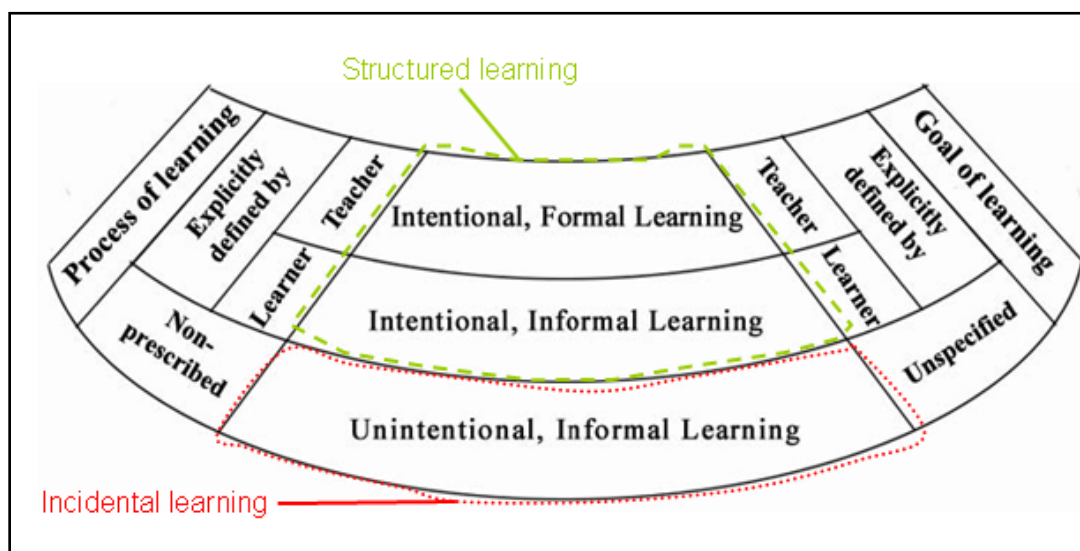 Structured learning
Process of learning
Explicitly
defined by
Teacher
Intentional, Formal Learning
Teacher
Explicitly
defined by
Goal of learning
Learner
Intentional, Informal Learning
Learner
Non-
prescribed
Unintentional, Informal Learning
Unspecified
Incidental learning